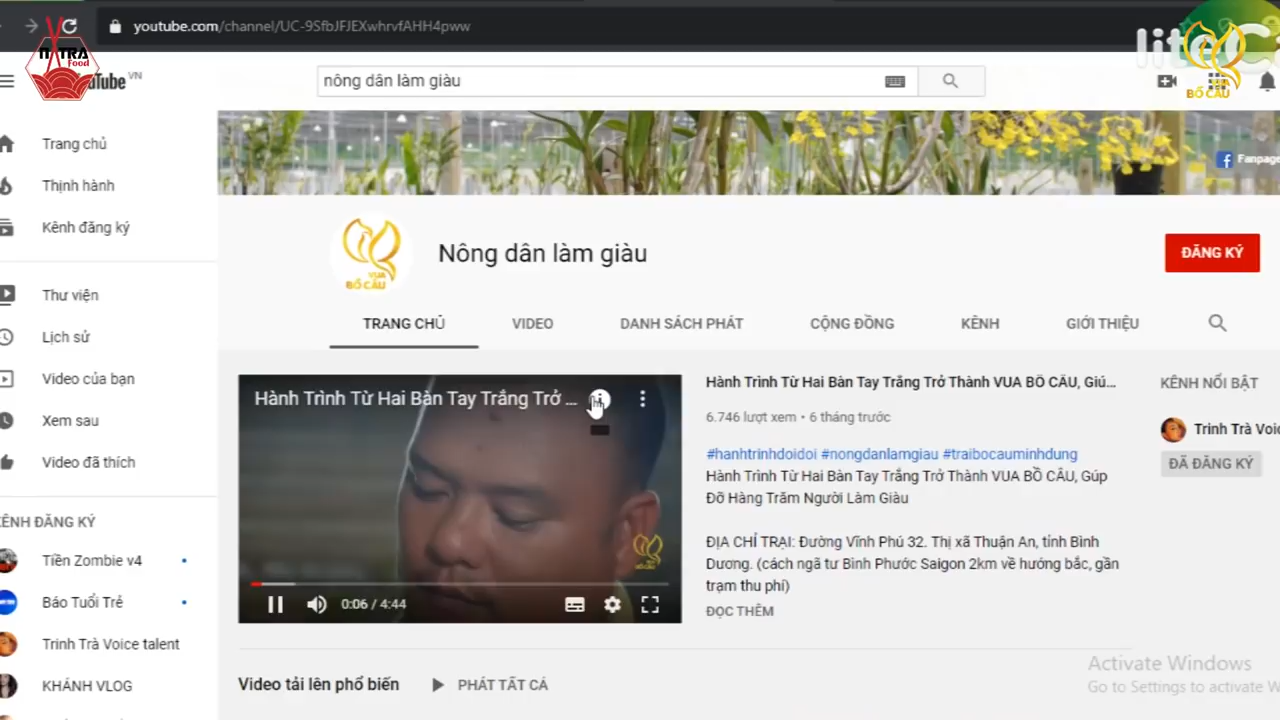 youtube.com/channel/UC-9SfbJFJEXwhrvfAHH4pww
NATRA
Food
VN
nông dân làm giàu
BỒ CÂU
Trang chủ
Thịnh hành
Kênh đăng ký
Thư viện
Lịch sử
Video của bạn
Xem sau
Video đã thích
KÊNH ĐĂNG KÝ
Tiền Zombie v4
Báo Tuổi Trẻ
Trinh Trà Voice talent
KHÁNH VLOG
Fanpage
VUA
BỒ CÂU
Nông dân làm giàu
ĐĂNG KÝ
TRANG CHỦ
VIDEO
DANH SÁCH PHÁT
CỘNG ĐỒNG
KÊNH
GIỚI THIỆU
Hành Trình Từ Hai Bàn Tay Trắng Trở ...
0:06 / 4:44
Hành Trình Từ Hai Bàn Tay Trắng Trở Thành VUA BỒ CÂU, Giú...
6.746 lượt xem • 6 tháng trước
#hanhtrinhdoidoi #nongdanlamgiau #traibocauminhdung
Hành Trình Từ Hai Bàn Tay Trắng Trở Thành VUA BỒ CÂU, Giúp
Đỡ Hàng Trăm Người Làm Giàu
ĐỊA CHỈ TRẠI: Đường Vĩnh Phú 32. Thị xã Thuận An, tỉnh Bình
Dương. (cách ngã tư Bình Phước Saigon 2km về hướng bắc, gần
trạm thu phí)
ĐỌC THÊM
KÊNH NỔI BẬT
Trinh Trà Voic
ĐÃ ĐĂNG KÝ
Video tải lên phổ biến
PHÁT TẤT CẢ
Activate Windows
Go to Settings to activate W